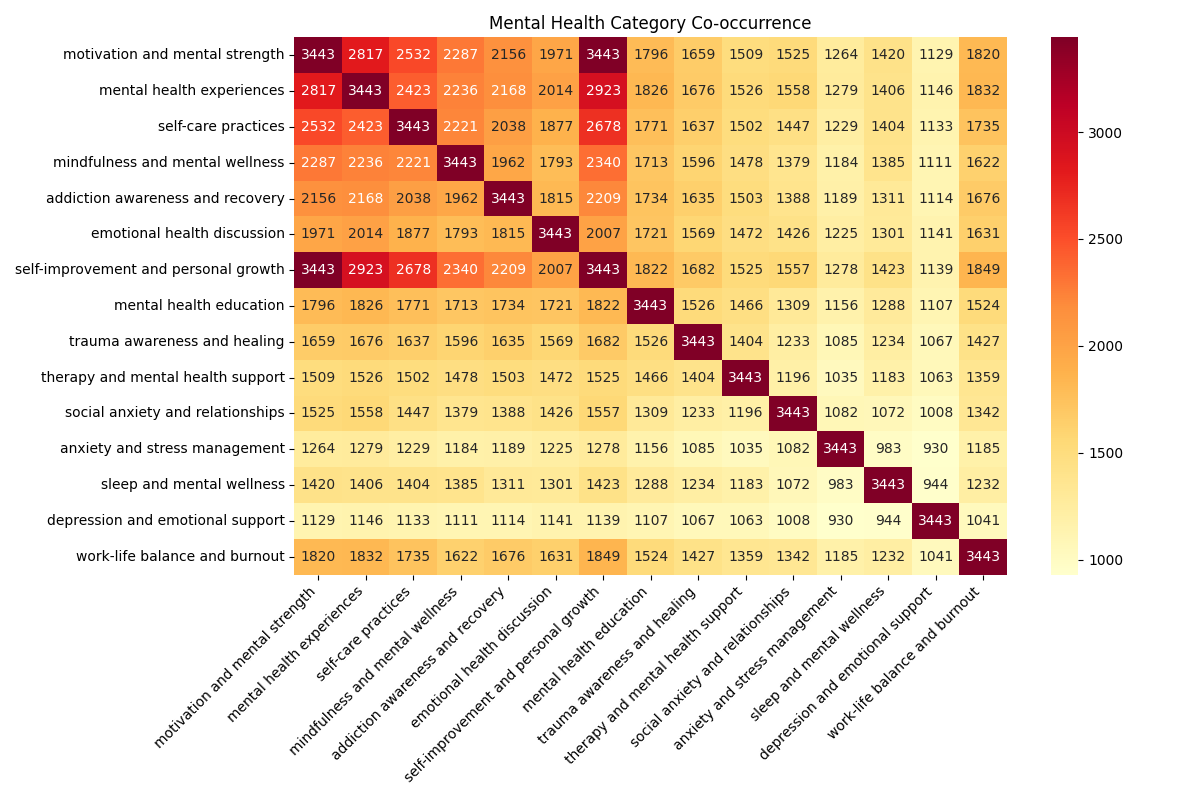 Mental Health Category Co-occurrence
motivation and mental strength 3443 2817 2532 2287 2156 1971 3443 1796 1659 1509 1525 1264 1420 1129 1820
mental health experiences 2817 3443 2423 2236 2168 2014 2923 1826 1676 1526 1558 1279 1406 1146 1832
self-care practices 2532 2423 3443 2221 2038 1877 2678 1771 1637 1502 1447 1229 1404 1133 1735
mindfulness and mental wellness 2287 2236 2221 3443 1962 1793 2340 1713 1596 1478 1379 1184 1385 1111 1622
addiction awareness and recovery 2156 2168 2038 1962 3443 1815 2209 1734 1635 1503 1388 1189 1311 1114 1676
emotional health discussion 1971 2014 1877 1793 1815 3443 2007 1721 1569 1472 1426 1225 1301 1141 1631
self-improvement and personal growth 3443 2923 2678 2340 2209 2007 3443 1822 1682 1525 1557 1278 1423 1139 1849
mental health education 1796 1826 1771 1713 1734 1721 1822 3443 1526 1466 1309 1156 1288 1107 1524
trauma awareness and healing 1659 1676 1637 1596 1635 1569 1682 1526 3443 1404 1233 1085 1234 1067 1427
therapy and mental health support 1509 1526 1502 1478 1503 1472 1525 1466 1404 3443 1196 1035 1183 1063 1359
social anxiety and relationships 1525 1558 1447 1379 1388 1426 1557 1309 1233 1196 3443 1082 1072 1008 1342
anxiety and stress management 1264 1279 1229 1184 1189 1225 1278 1156 1085 1035 1082 3443 983 930 1185
sleep and mental wellness 1420 1406 1404 1385 1311 1301 1423 1288 1234 1183 1072 983 3443 944 1232
depression and emotional support 1129 1146 1133 1111 1114 1141 1139 1107 1067 1063 1008 930 944 3443 1041
work-life balance and burnout 1820 1832 1735 1622 1676 1631 1849 1524 1427 1359 1342 1185 1232 1041 3443
motivation and mental strength
mental health experiences
self-care practices
mindfulness and mental wellness
addiction awareness and recovery
emotional health discussion
self-improvement and personal growth
mental health education
trauma awareness and healing
therapy and mental health support
social anxiety and relationships
anxiety and stress management
sleep and mental wellness
depression and emotional support
work-life balance and burnout
3000
2500
2000
1500
1000